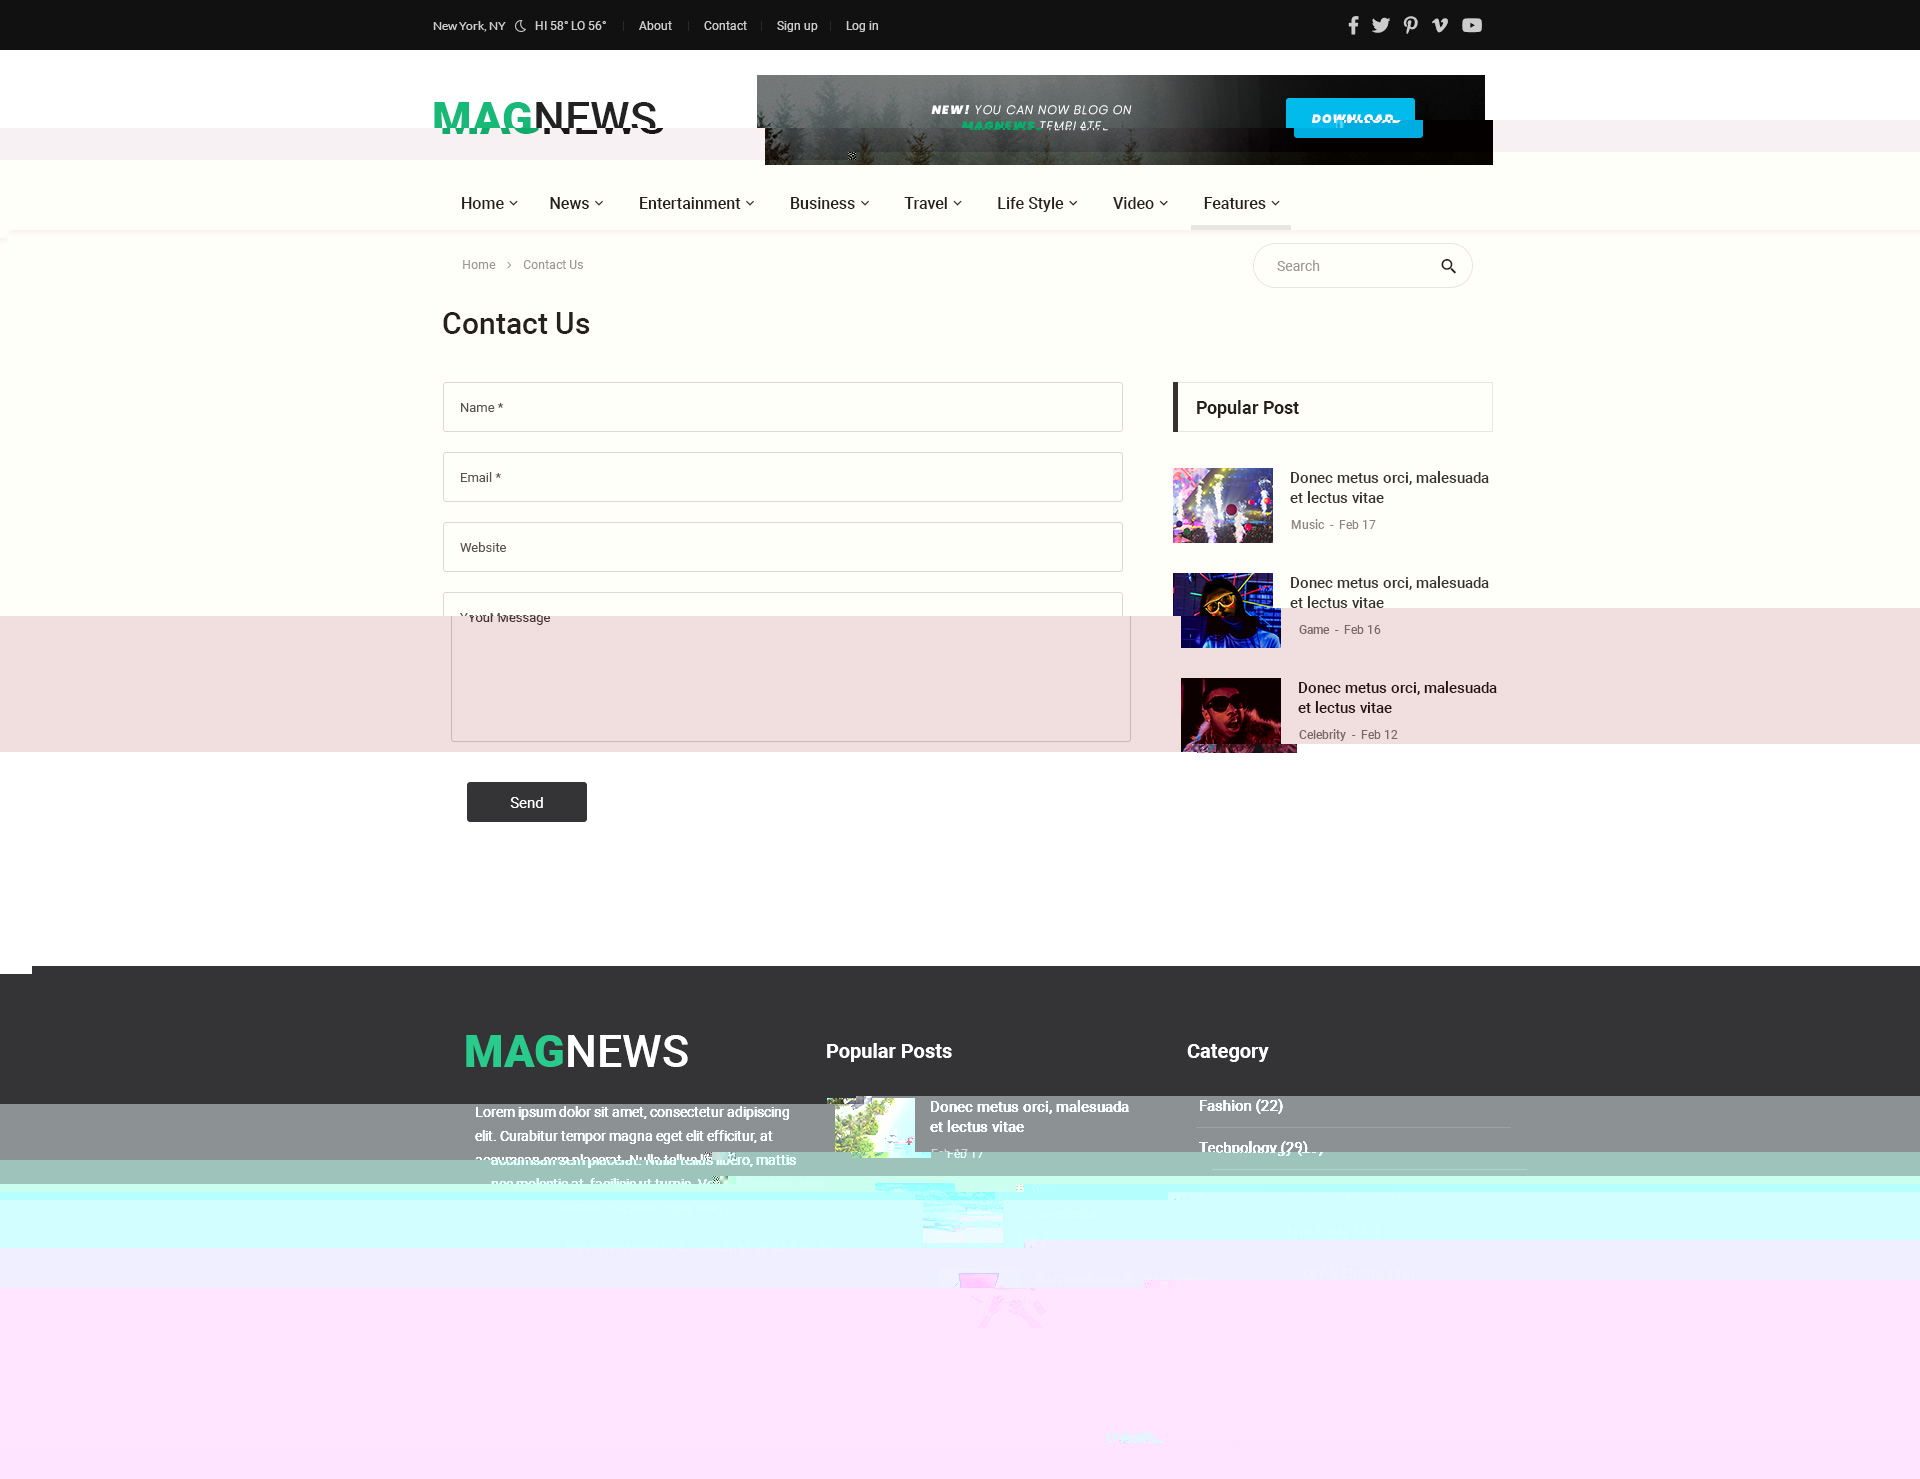 New York, NY HI 58° LO 56° About Contact Sign up Log in
MAGNEWS
NEW! YOU CAN NOW BLOG ON
MAGNEWS TEMPLATE
DOWNLOAD
Home News Entertainment Business Travel Life Style Video Features
Home > Contact Us
Search
Contact Us
Name *
Email *
Website
Your Message
Send
Popular Post
Donec metus orci, malesuada
et lectus vitae
Music - Feb 17
Donec metus orci, malesuada
et lectus vitae
Game - Feb 16
Donec metus orci, malesuada
et lectus vitae
Celebrity - Feb 12
MAGNEWS
Lorem ipsum dolor sit amet, consectetur adipiscing
elit. Curabitur tempor magna eget elit efficitur, at
accumsan sem placerat. Nulla tellus libero, mattis
nec molestie at, facilisis ut turpis.
Popular Posts
Donec metus orci, malesuada
et lectus vitae
Feb 17
Category
Fashion (22)
Technology (29)